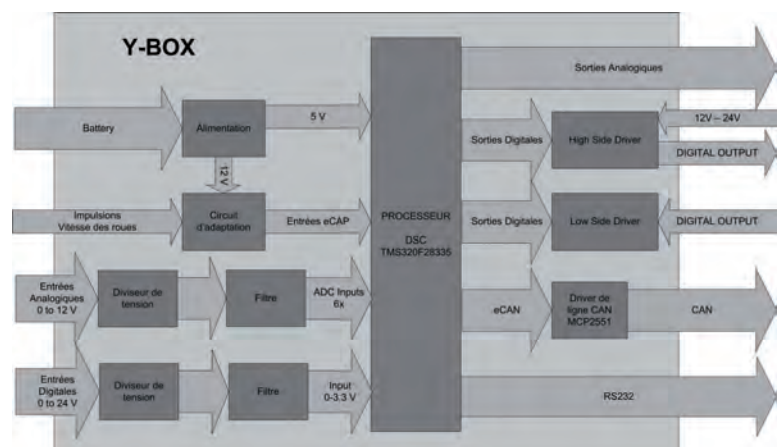 Y-BOX
Battery
Alimentation
5 V
12 V
Impulsions
Vitesse des roues
Circuit
d'adaptation
Entrées eCAP
Entrées
Analogiques
0 to 12 V
Diviseur de
tension
Filtre
ADC Inputs
6x
Entrées
Digitales
0 to 24 V
Diviseur de
tension
Filtre
Input
0-3.3 V
PROCESSEUR
DSC
TMS320F28335
Sorties Analogiques
Sorties Digitales
High Side Driver
12V – 24V
DIGITAL OUTPUT
Sorties Digitales
Low Side Driver
DIGITAL OUTPUT
eCAN
Driver de
ligne CAN
MCP2551
CAN
RS232